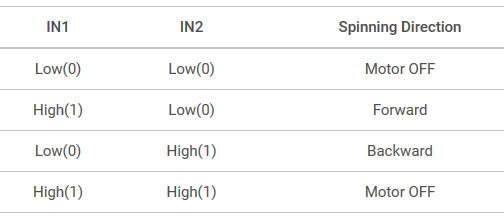 IN1 IN2 Spinning Direction
Low(0) Low(0) Motor OFF
High(1) Low(0) Forward
Low(0) High(1) Backward
High(1) High(1) Motor OFF